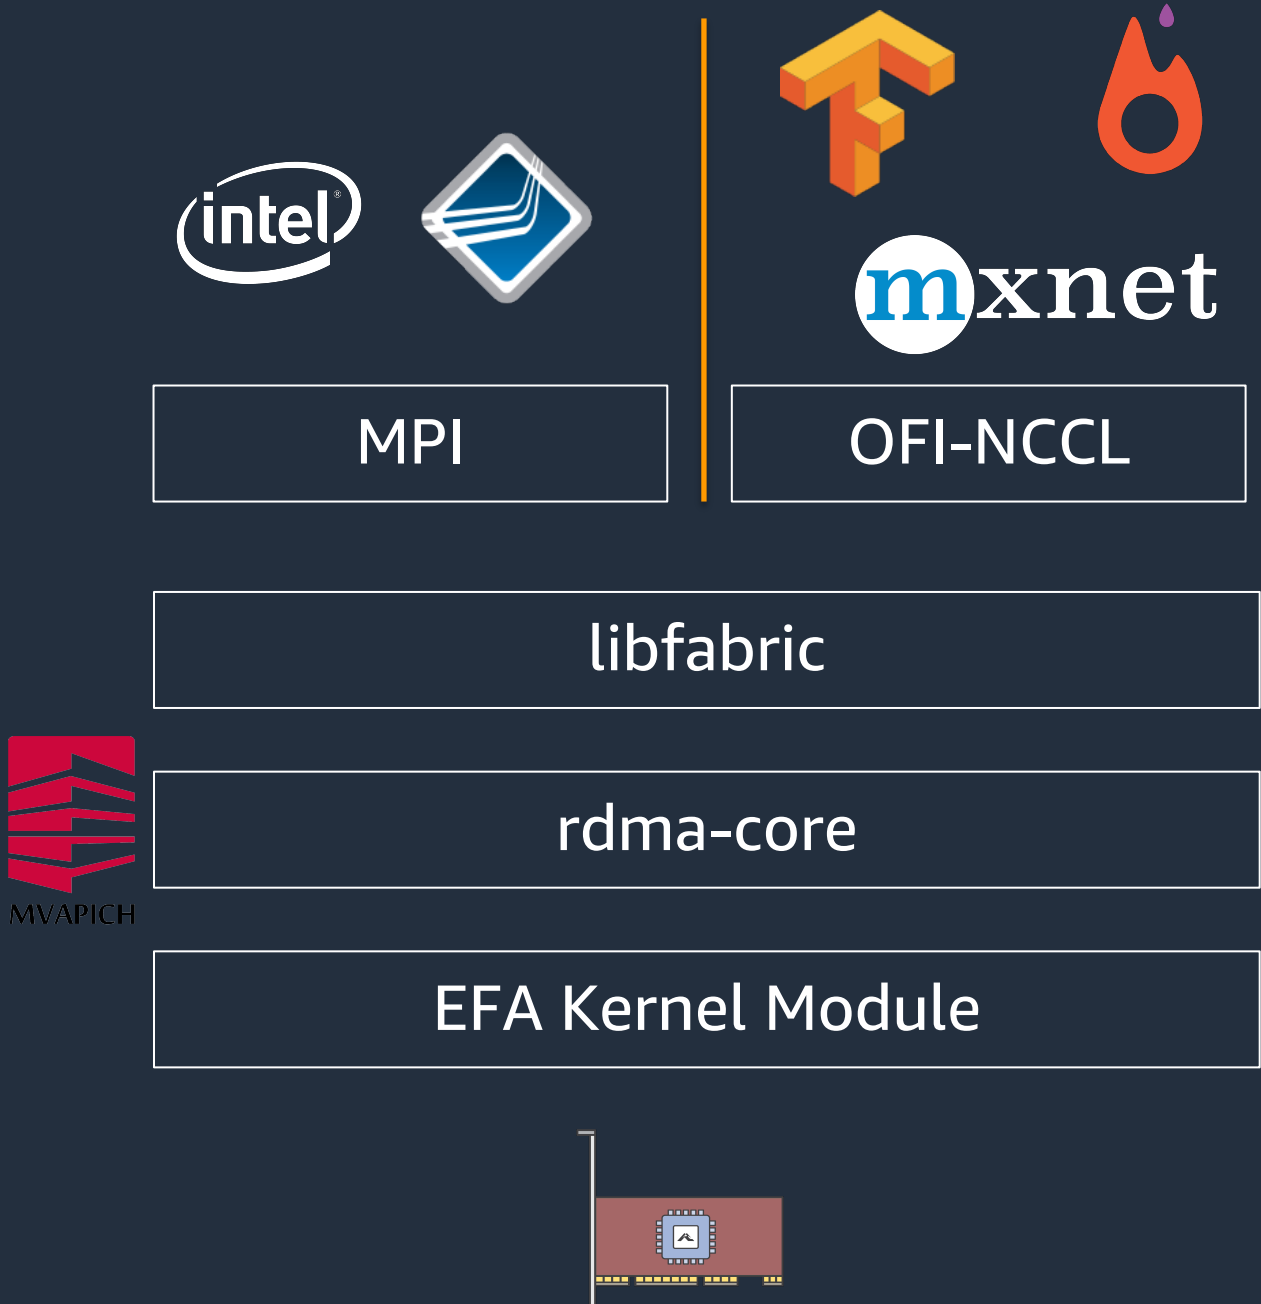 intel®
mxnet
MPI
OFI-NCCL
libfabric
rdma-core
MVAPICH
EFA Kernel Module